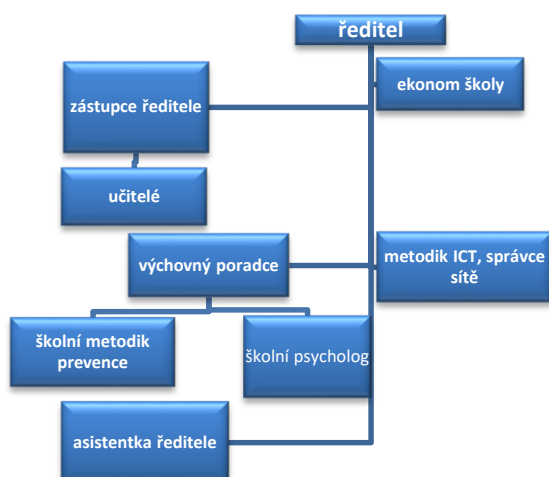 ředitel
ekonom školy
zástupce ředitele
učitelé
výchovný poradce
metodik ICT, správce
sítě
školní metodik
prevence
školní psycholog
asistentka ředitele